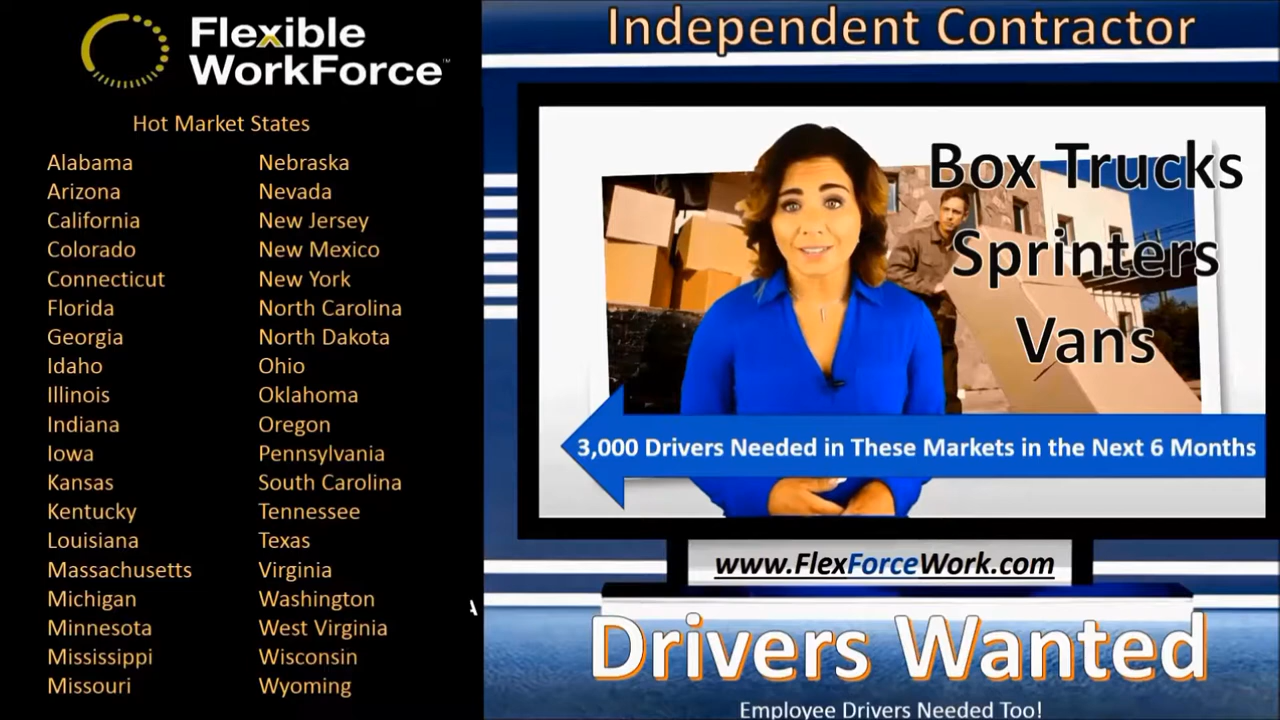 Flexible
WorkForce™
Hot Market States
Alabama
Arizona
California
Colorado
Connecticut
Florida
Georgia
Idaho
Illinois
Indiana
Iowa
Kansas
Kentucky
Louisiana
Massachusetts
Michigan
Minnesota
Mississippi
Missouri
Nebraska
Nevada
New Jersey
New Mexico
New York
North Carolina
North Dakota
Ohio
Oklahoma
Oregon
Pennsylvania
South Carolina
Tennessee
Texas
Virginia
Washington
West Virginia
Wisconsin
Wyoming
A
Independent Contractor
Box Trucks
Sprinters
Vans
3,000 Drivers Needed in These Markets in the Next 6 Months
www.FlexForceWork.com
Drivers Wanted
Employee Drivers Needed Too!